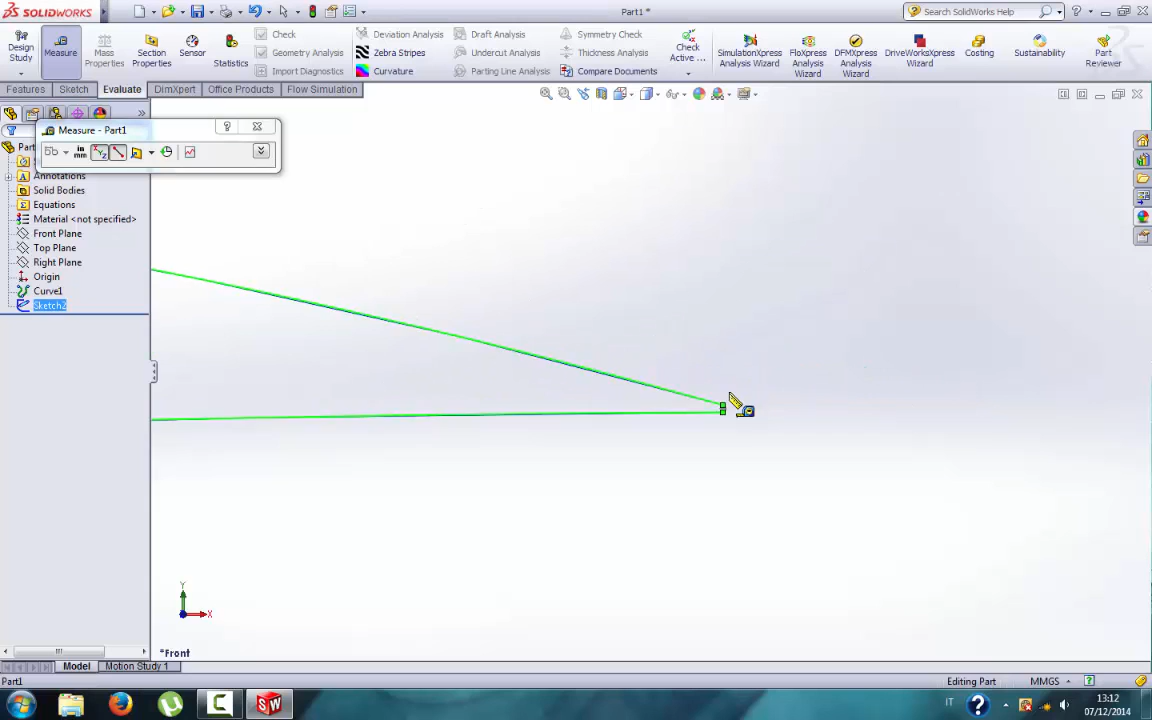 SOLIDWORKS
Part1 *
Search SolidWorks Help
Design Study
Measure
Mass Properties
Section Properties
Sensor
Statistics
Check
Geometry Analysis
Import Diagnostics
Deviation Analysis
Zebra Stripes
Curvature
Draft Analysis
Undercut Analysis
Parting Line Analysis
Symmetry Check
Thickness Analysis
Compare Documents
Check Active ...
SimulationXpress Analysis Wizard
FloXpress Analysis Wizard
DFMXpress Analysis Wizard
DriveWorksXpress Wizard
Costing
Sustainability
Part Reviewer
Features
Sketch
Evaluate
DimXpert
Office Products
Flow Simulation
Measure - Part1
in mm
Part
Annotations
Solid Bodies
Equations
Material <not specified>
Front Plane
Top Plane
Right Plane
Origin
Curve1
Sketch2
Y
X
*Front
Model
Motion Study 1
Part1
Editing Part
MMGS
IT
13:12
07/12/2014